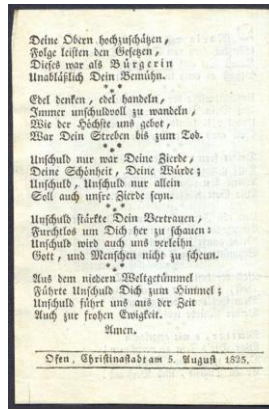 Deine Obern hochzuschätzen,
Folge leisten den Gesetzen,
Dieses war als Bürgerin
Unabläßlich Dein Bemühn.
***
Edel denken, edel handeln,
Immer unschuldvoll zu wandeln,
Wie der Höchste uns gebot,
War Dein Streben bis zum Tod.
***
Unschuld nur war Deine Zierde,
Deine Schönheit, Deine Würde;
Unschuld, Unschuld nur allein
Soll auch unsre Zierde seyn.
***
Unschuld stärkte Dein Vertrauen,
Furchtlos um Dich her zu schauen:
Unschuld wird auch uns verleihn
Gott, und Menschen nicht zu scheun.
***
Aus dem niedern Weltgetümmel
Führte Unschuld Dich zum Himmel;
Unschuld führt uns aus der Zeit
Auch zur frohen Ewigkeit.
Amen.
Ofen, Christinastadt am 5. August 1825.